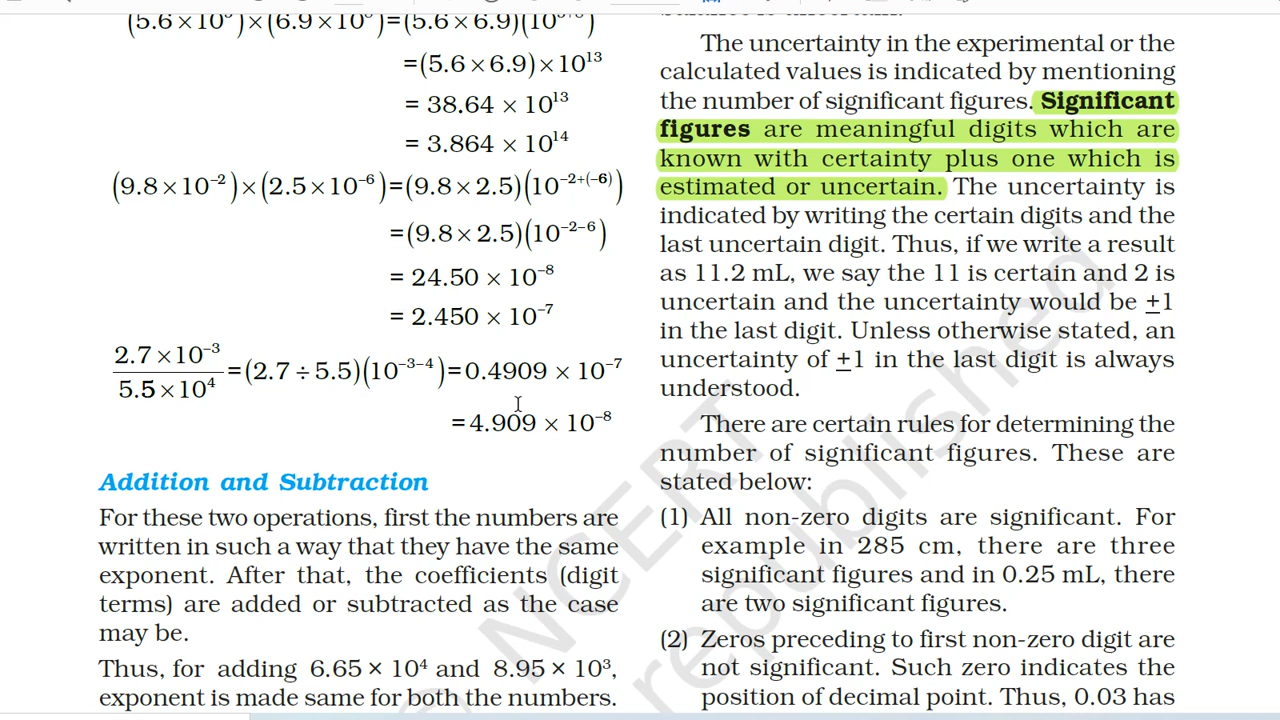 (5.6 × 10⁵) × (6.9 × 10⁸) = (5.6 × 6.9)(10⁵⁺⁸)
= (5.6 × 6.9) × 10¹³
= 38.64 × 10¹³
= 3.864 × 10¹⁴
(9.8 × 10⁻²) × (2.5 × 10⁻⁶) = (9.8 × 2.5)(10⁻²⁺⁽⁻⁶⁾)
= (9.8 × 2.5)(10⁻²⁻⁶)
= 24.50 × 10⁻⁸
= 2.450 × 10⁻⁷
2.7 × 10⁻³ / 5.5 × 10⁴ = (2.7 ÷ 5.5)(10⁻³⁻⁴) = 0.4909 × 10⁻⁷
= 4.909 × 10⁻⁸
Addition and Subtraction
For these two operations, first the numbers are
written in such a way that they have the same
exponent. After that, the coefficients (digit
terms) are added or subtracted as the case
may be.
Thus, for adding 6.65 × 10⁴ and 8.95 × 10³,
exponent is made same for both the numbers.
The uncertainty in the experimental or the
calculated values is indicated by mentioning
the number of significant figures. Significant
figures are meaningful digits which are
known with certainty plus one which is
estimated or uncertain. The uncertainty is
indicated by writing the certain digits and the
last uncertain digit. Thus, if we write a result
as 11.2 mL, we say the 11 is certain and 2 is
uncertain and the uncertainty would be ±1
in the last digit. Unless otherwise stated, an
uncertainty of ±1 in the last digit is always
understood.
There are certain rules for determining the
number of significant figures. These are
stated below:
(1) All non-zero digits are significant. For
example in 285 cm, there are three
significant figures and in 0.25 mL, there
are two significant figures.
(2) Zeros preceding to first non-zero digit are
not significant. Such zero indicates the
position of decimal point. Thus, 0.03 has
© NCERT
republished